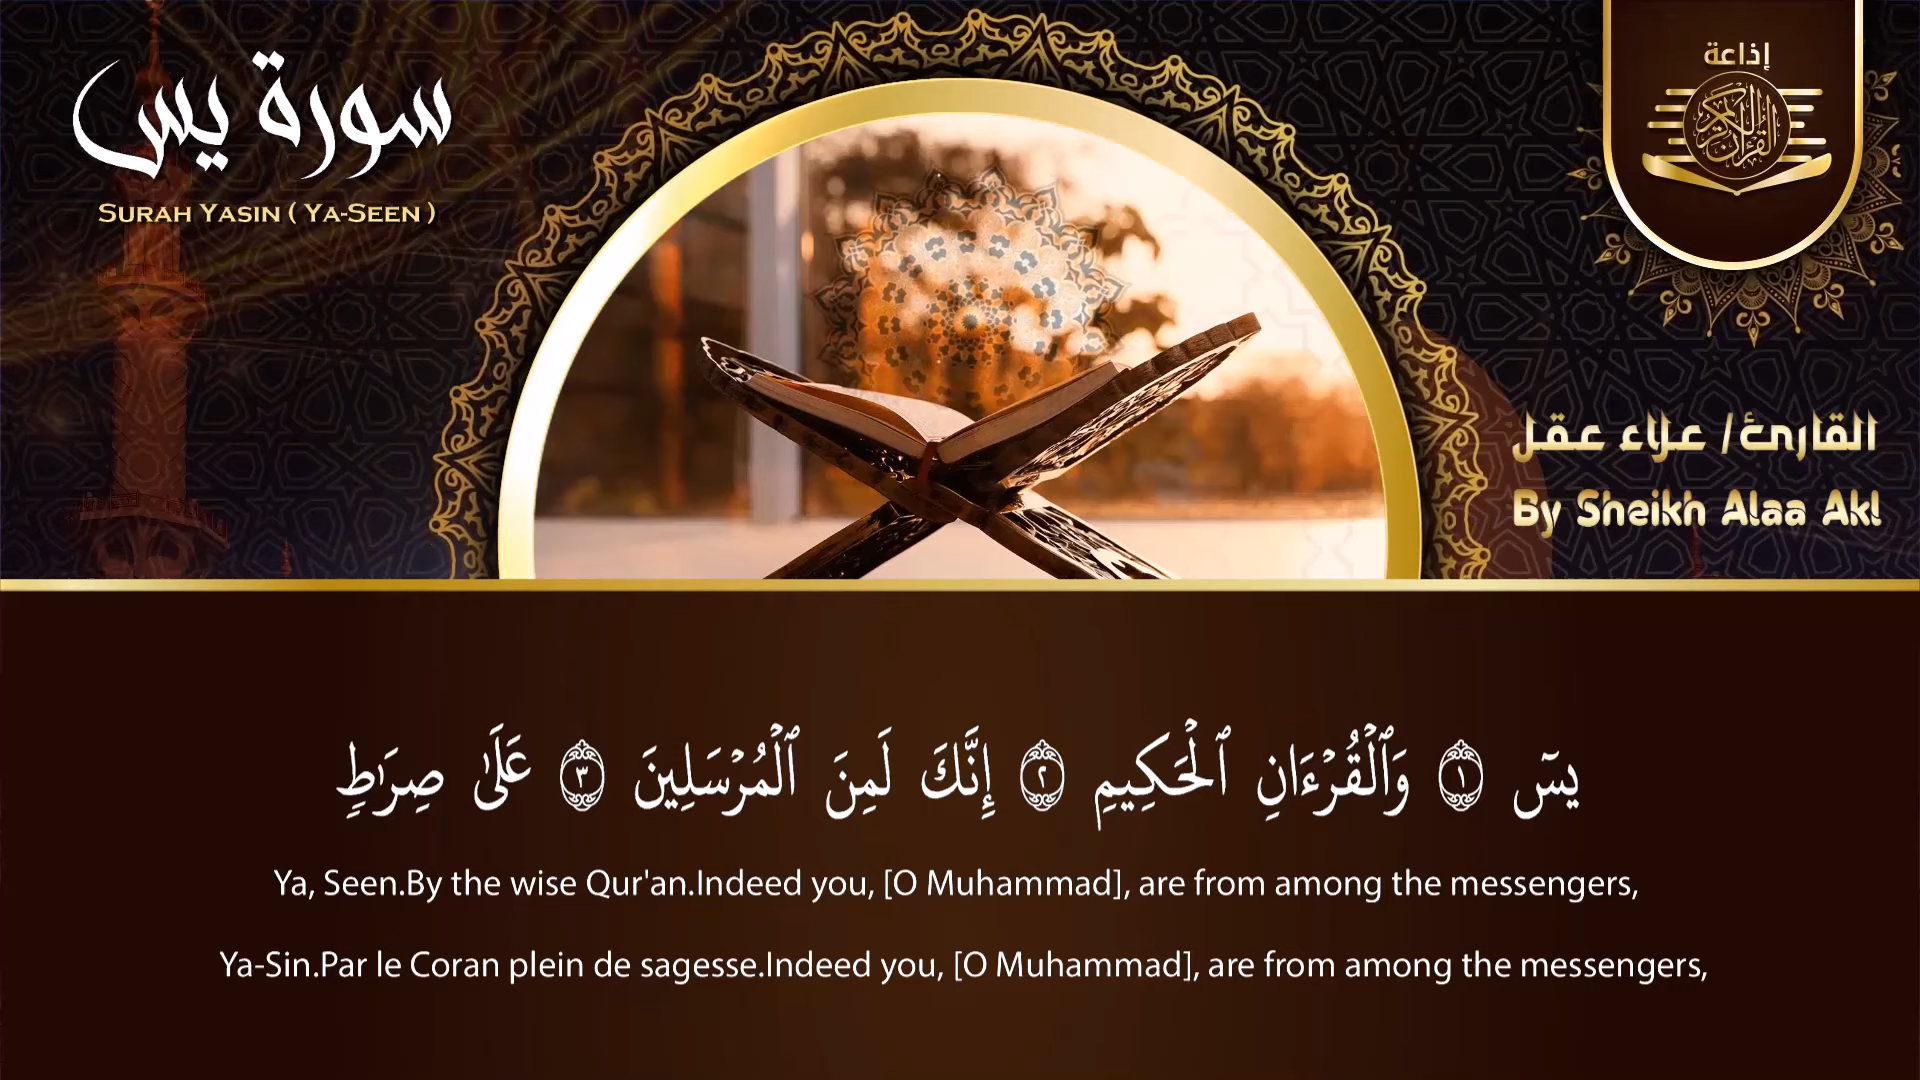 سورة يس
SURAH YASIN ( YA-SEEN )
إذاعة
القرآن الكريم
القارئ/ علاء عقل
By Sheikh Alaa Akl
يسٓ ١ وَٱلْقُرْءَانِ ٱلْحَكِيمِ ٢ إِنَّكَ لَمِنَ ٱلْمُرْسَلِينَ ٣ عَلَىٰ صِرَٰطٍ
Ya, Seen.By the wise Qur'an.Indeed you, [O Muhammad], are from among the messengers,
Ya-Sin.Par le Coran plein de sagesse.Indeed you, [O Muhammad], are from among the messengers,